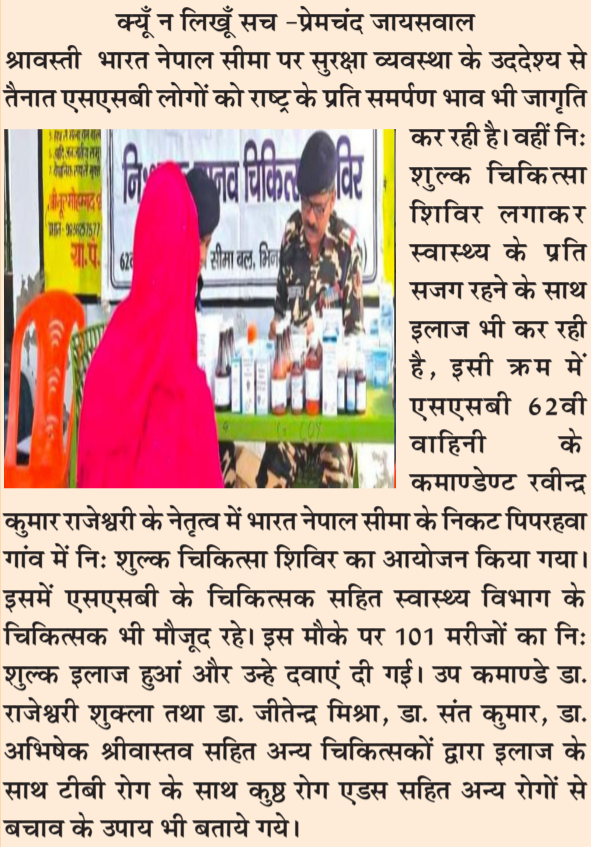 क्यूँ न लिखूँ सच -प्रेमचंद जायसवाल
श्रावस्ती भारत नेपाल सीमा पर सुरक्षा व्यवस्था के उददेश्य से
तैनात एसएसबी लोगों को राष्ट्र के प्रति समर्पण भाव भी जागृति
कर रही है। वहीं निः
शुल्क चिकित्सा
शिविर लगाकर
स्वास्थ्य के प्रति
सजग रहने के साथ
इलाज भी कर रही
है, इसी क्रम में
एसएसबी 62वी
वाहिनी के
कमाण्डेण्ट रवीन्द्र
निः मानव चिकित्स विर
62 सीमा बल, भिन
ग्रा.पं.
कुमार राजेश्वरी के नेतृत्व में भारत नेपाल सीमा के निकट पिपरहवा
गांव में निः शुल्क चिकित्सा शिविर का आयोजन किया गया।
इसमें एसएसबी के चिकित्सक सहित स्वास्थ्य विभाग के
चिकित्सक भी मौजूद रहे। इस मौके पर 101 मरीजों का निः
शुल्क इलाज हुआं और उन्हे दवाएं दी गई। उप कमाण्डे डा.
राजेश्वरी शुक्ला तथा डा. जीतेन्द्र मिश्रा, डा. संत कुमार, डा.
अभिषेक श्रीवास्तव सहित अन्य चिकित्सकों द्वारा इलाज के
साथ टीबी रोग के साथ कुष्ठ रोग एडस सहित अन्य रोगों से
बचाव के उपाय भी बताये गये।